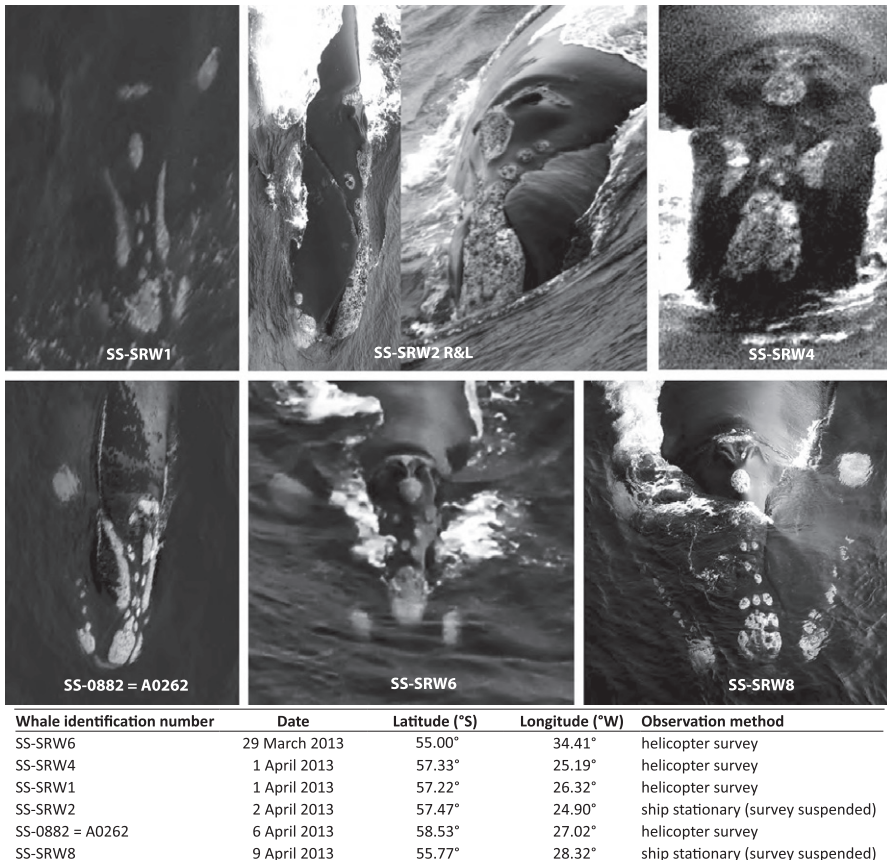 SS-SRW1
SS-SRW2 R&L
SS-SRW4
SS-0882 = A0262
SS-SRW6
SS-SRW8
Whale identification number Date Latitude (°S) Longitude (°W) Observation method
SS-SRW6 29 March 2013 55.00° 34.41° helicopter survey
SS-SRW4 1 April 2013 57.33° 25.19° helicopter survey
SS-SRW1 1 April 2013 57.22° 26.32° helicopter survey
SS-SRW2 2 April 2013 57.47° 24.90° ship stationary (survey suspended)
SS-0882 = A0262 6 April 2013 58.53° 27.02° helicopter survey
SS-SRW8 9 April 2013 55.77° 28.32° ship stationary (survey suspended)